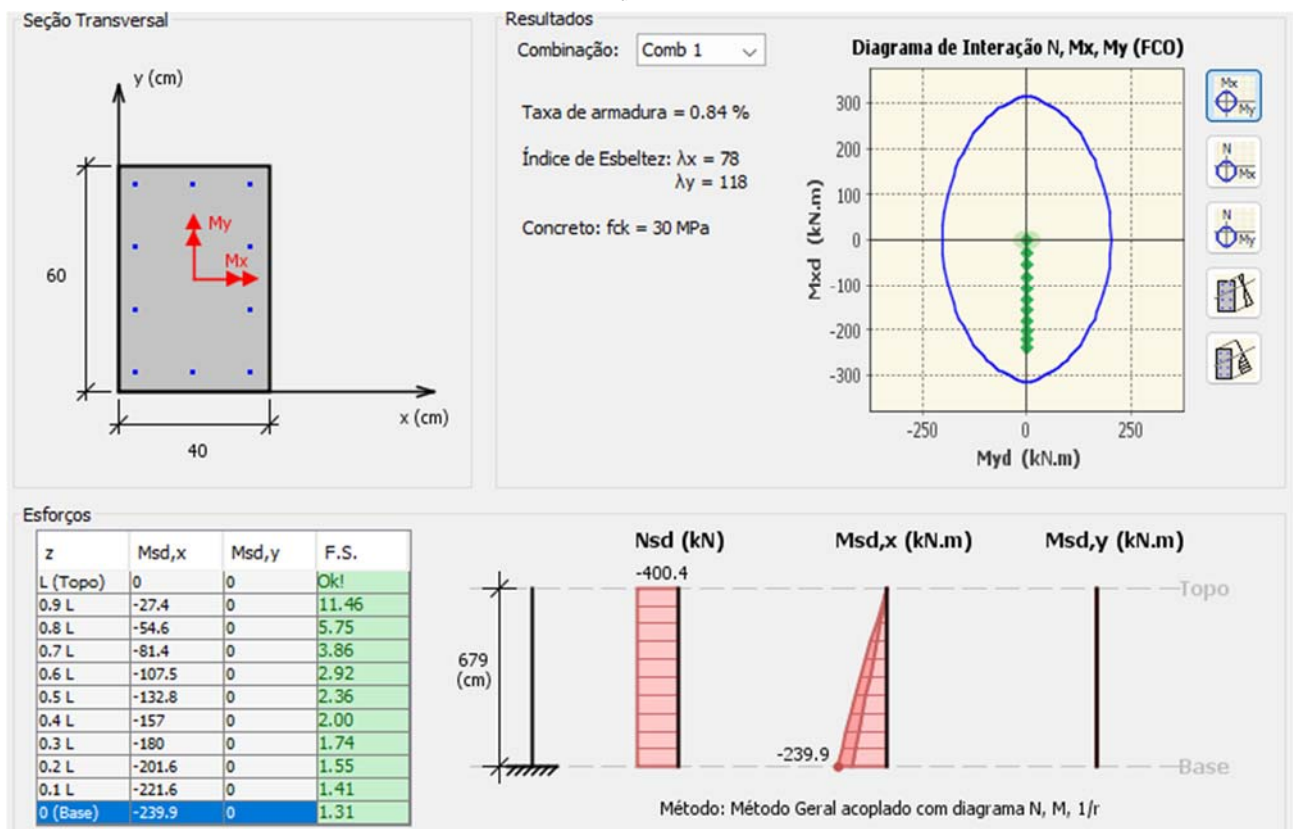 Seção Transversal
y (cm)
My
Mx
60
x (cm)
40
Resultados
Combinação: Comb 1
Taxa de armadura = 0.84 %
Índice de Esbeltez: λx = 78
λy = 118
Concreto: fck = 30 MPa
Diagrama de Interação N, Mx, My (FCO)
Mxd (kN.m)
300
200
100
0
-100
-200
-300
-250 0 250
Myd (kN.m)
Mx
My
N
Mx
N
My
Esforços
z Msd,x Msd,y F.S.
L (Topo) 0 0 Ok!
0.9 L -27.4 0 11.46
0.8 L -54.6 0 5.75
0.7 L -81.4 0 3.86
0.6 L -107.5 0 2.92
0.5 L -132.8 0 2.36
0.4 L -157 0 2.00
0.3 L -180 0 1.74
0.2 L -201.6 0 1.55
0.1 L -221.6 0 1.41
0 (Base) -239.9 0 1.31
Nsd (kN) Msd,x (kN.m) Msd,y (kN.m)
-400.4
Topo
679
(cm)
-239.9
Base
Método: Método Geral acoplado com diagrama N, M, 1/r